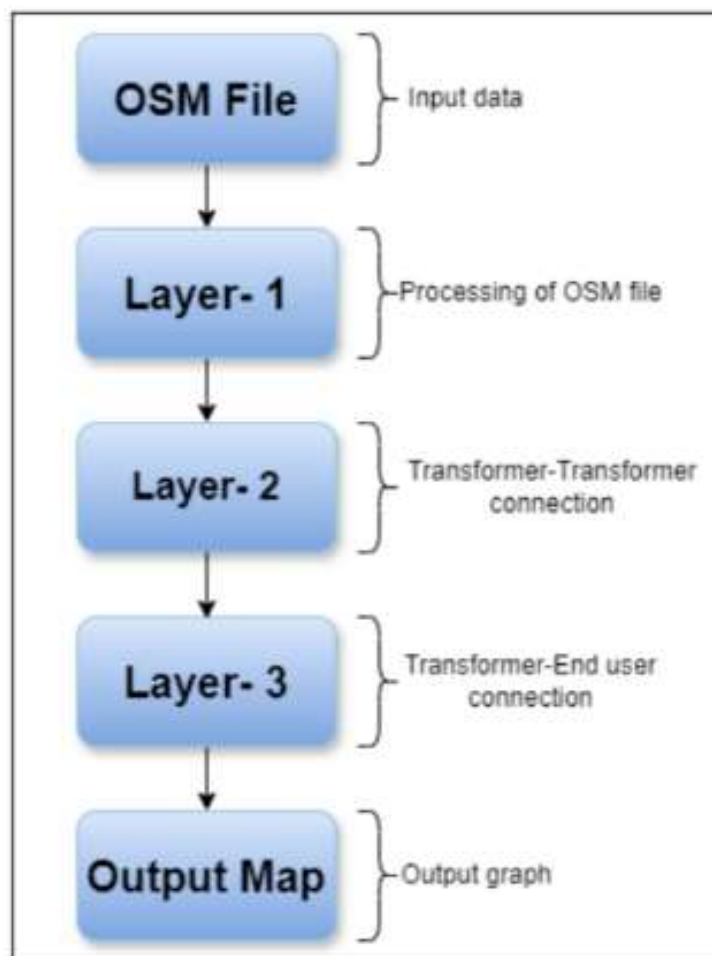 OSM File
Input data
Layer- 1
Processing of OSM file
Layer- 2
Transformer-Transformer
connection
Layer- 3
Transformer-End user
connection
Output Map
Output graph